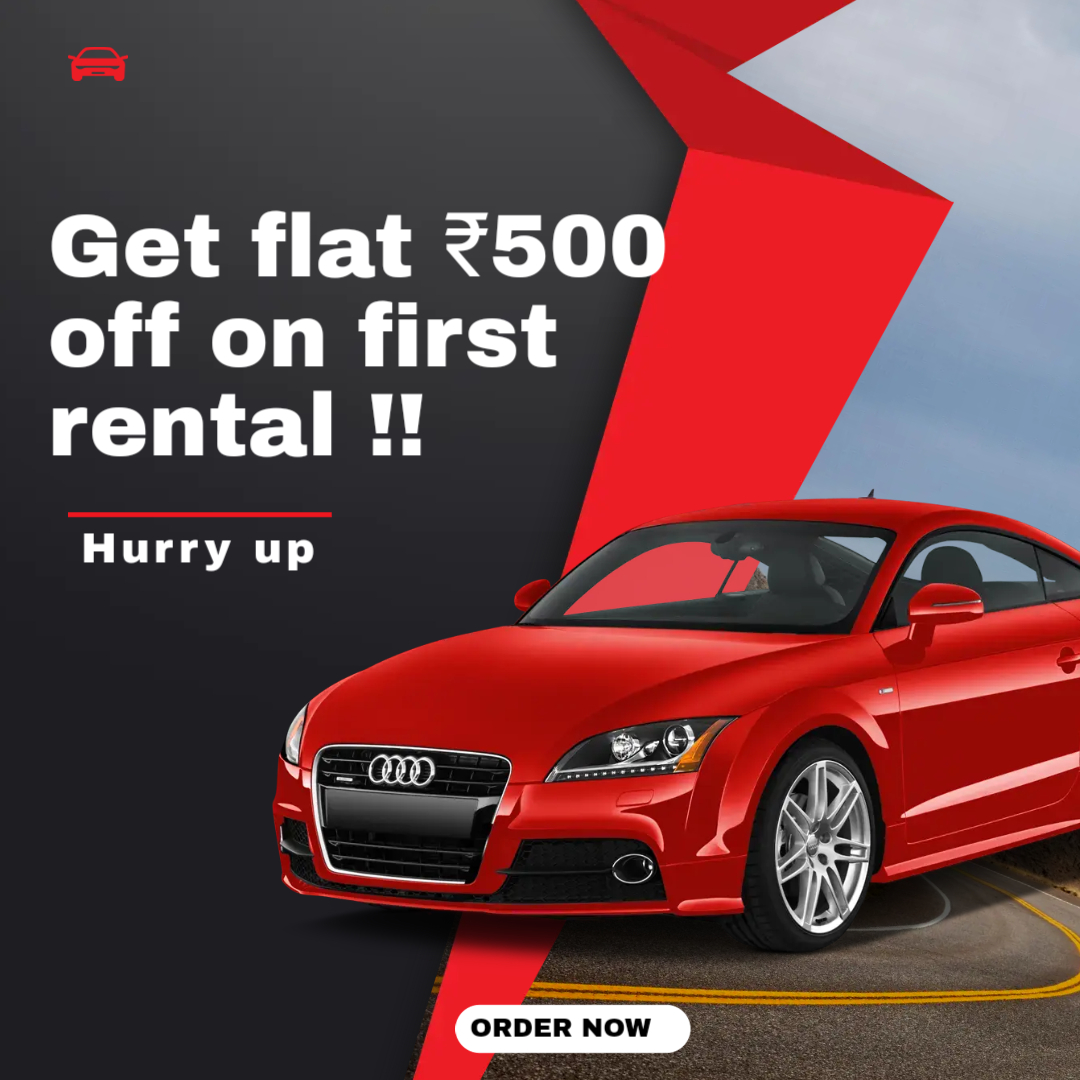 Get flat ₹500
off on first
rental !!
Hurry up
ORDER NOW